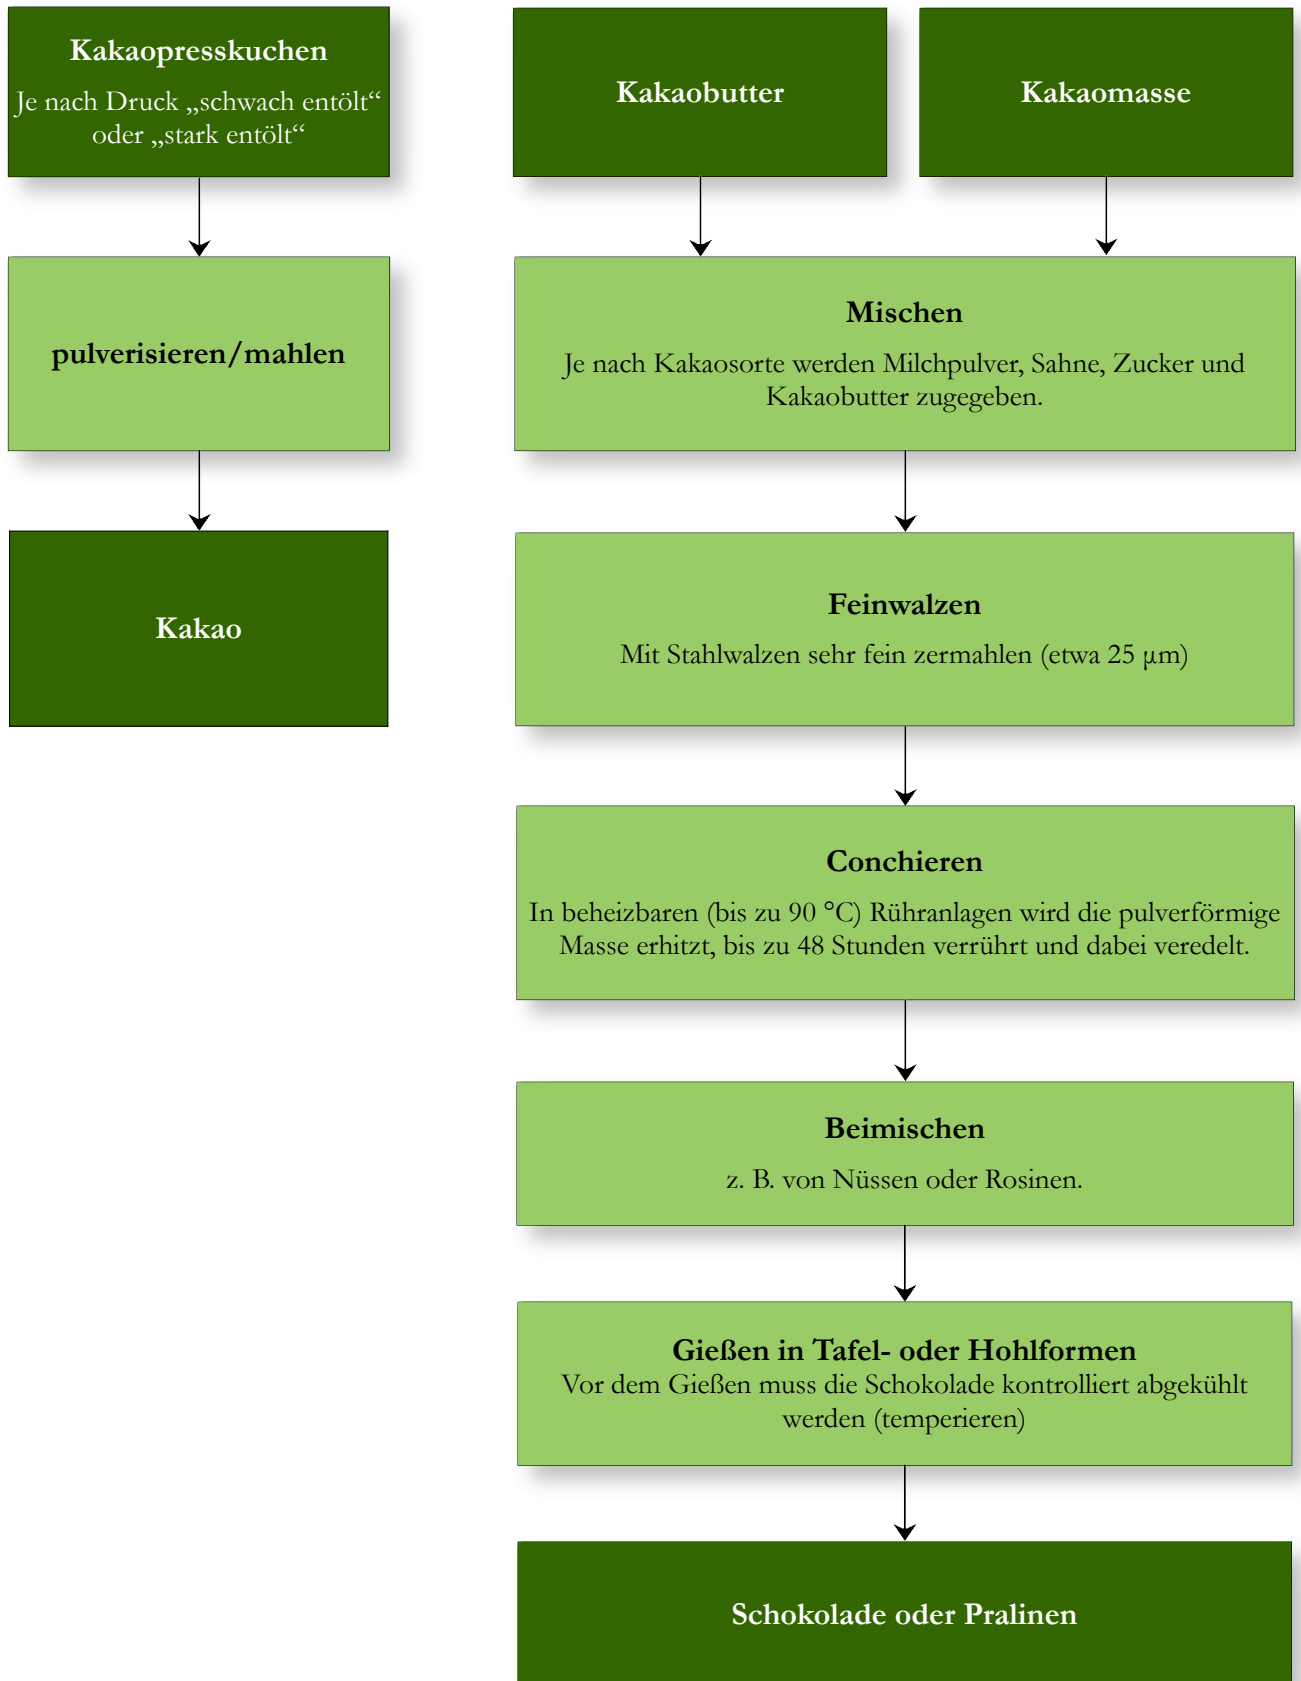 Kakaopresskuchen
Je nach Druck „schwach entölt“
oder „stark entölt“
pulverisieren/mahlen
Kakao
Kakaobutter
Kakaomasse
Mischen
Je nach Kakaosorte werden Milchpulver, Sahne, Zucker und
Kakaobutter zugegeben.
Feinwalzen
Mit Stahlwalzen sehr fein zermahlen (etwa 25 µm)
Conchieren
In beheizbaren (bis zu 90 °C) Rühranlagen wird die pulverförmige
Masse erhitzt, bis zu 48 Stunden verrührt und dabei veredelt.
Beimischen
z. B. von Nüssen oder Rosinen.
Gießen in Tafel- oder Hohlformen
Vor dem Gießen muss die Schokolade kontrolliert abgekühlt
werden (temperieren)
Schokolade oder Pralinen